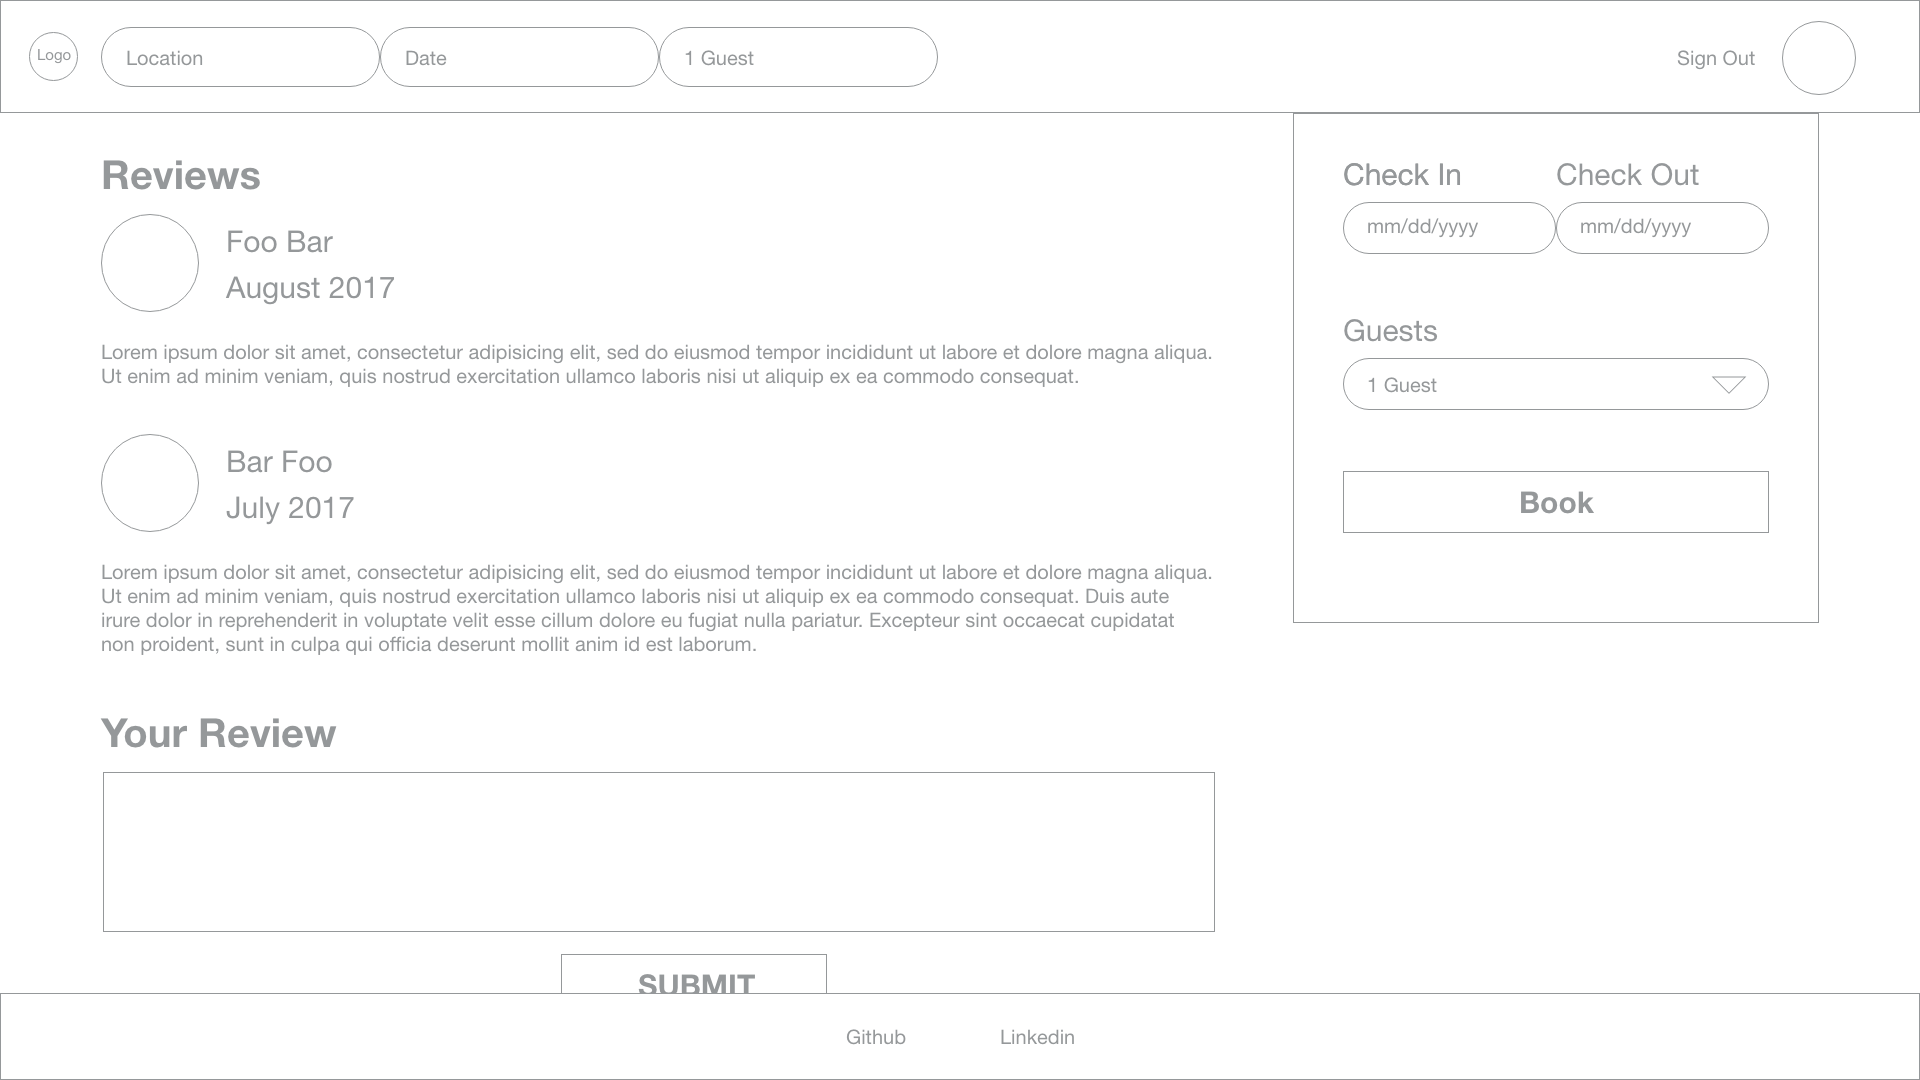 Logo
Location
Date
1 Guest
Sign Out
Reviews
Foo Bar
August 2017
Lorem ipsum dolor sit amet, consectetur adipisicing elit, sed do eiusmod tempor incididunt ut labore et dolore magna aliqua.
Ut enim ad minim veniam, quis nostrud exercitation ullamco laboris nisi ut aliquip ex ea commodo consequat.
Bar Foo
July 2017
Lorem ipsum dolor sit amet, consectetur adipisicing elit, sed do eiusmod tempor incididunt ut labore et dolore magna aliqua.
Ut enim ad minim veniam, quis nostrud exercitation ullamco laboris nisi ut aliquip ex ea commodo consequat. Duis aute
irure dolor in reprehenderit in voluptate velit esse cillum dolore eu fugiat nulla pariatur. Excepteur sint occaecat cupidatat
non proident, sunt in culpa qui officia deserunt mollit anim id est laborum.
Your Review
SUBMIT
Check In
Check Out
mm/dd/yyyy
mm/dd/yyyy
Guests
1 Guest
Book
Github
Linkedin